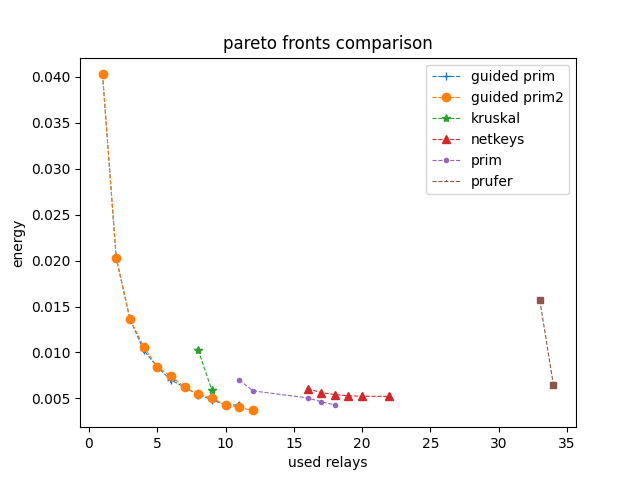 pareto fronts comparison
guided prim
guided prim2
kruskal
netkeys
prim
prufer
0.040
0.035
0.030
0.025
0.020
0.015
0.010
0.005
energy
0 5 10 15 20 25 30 35
used relays